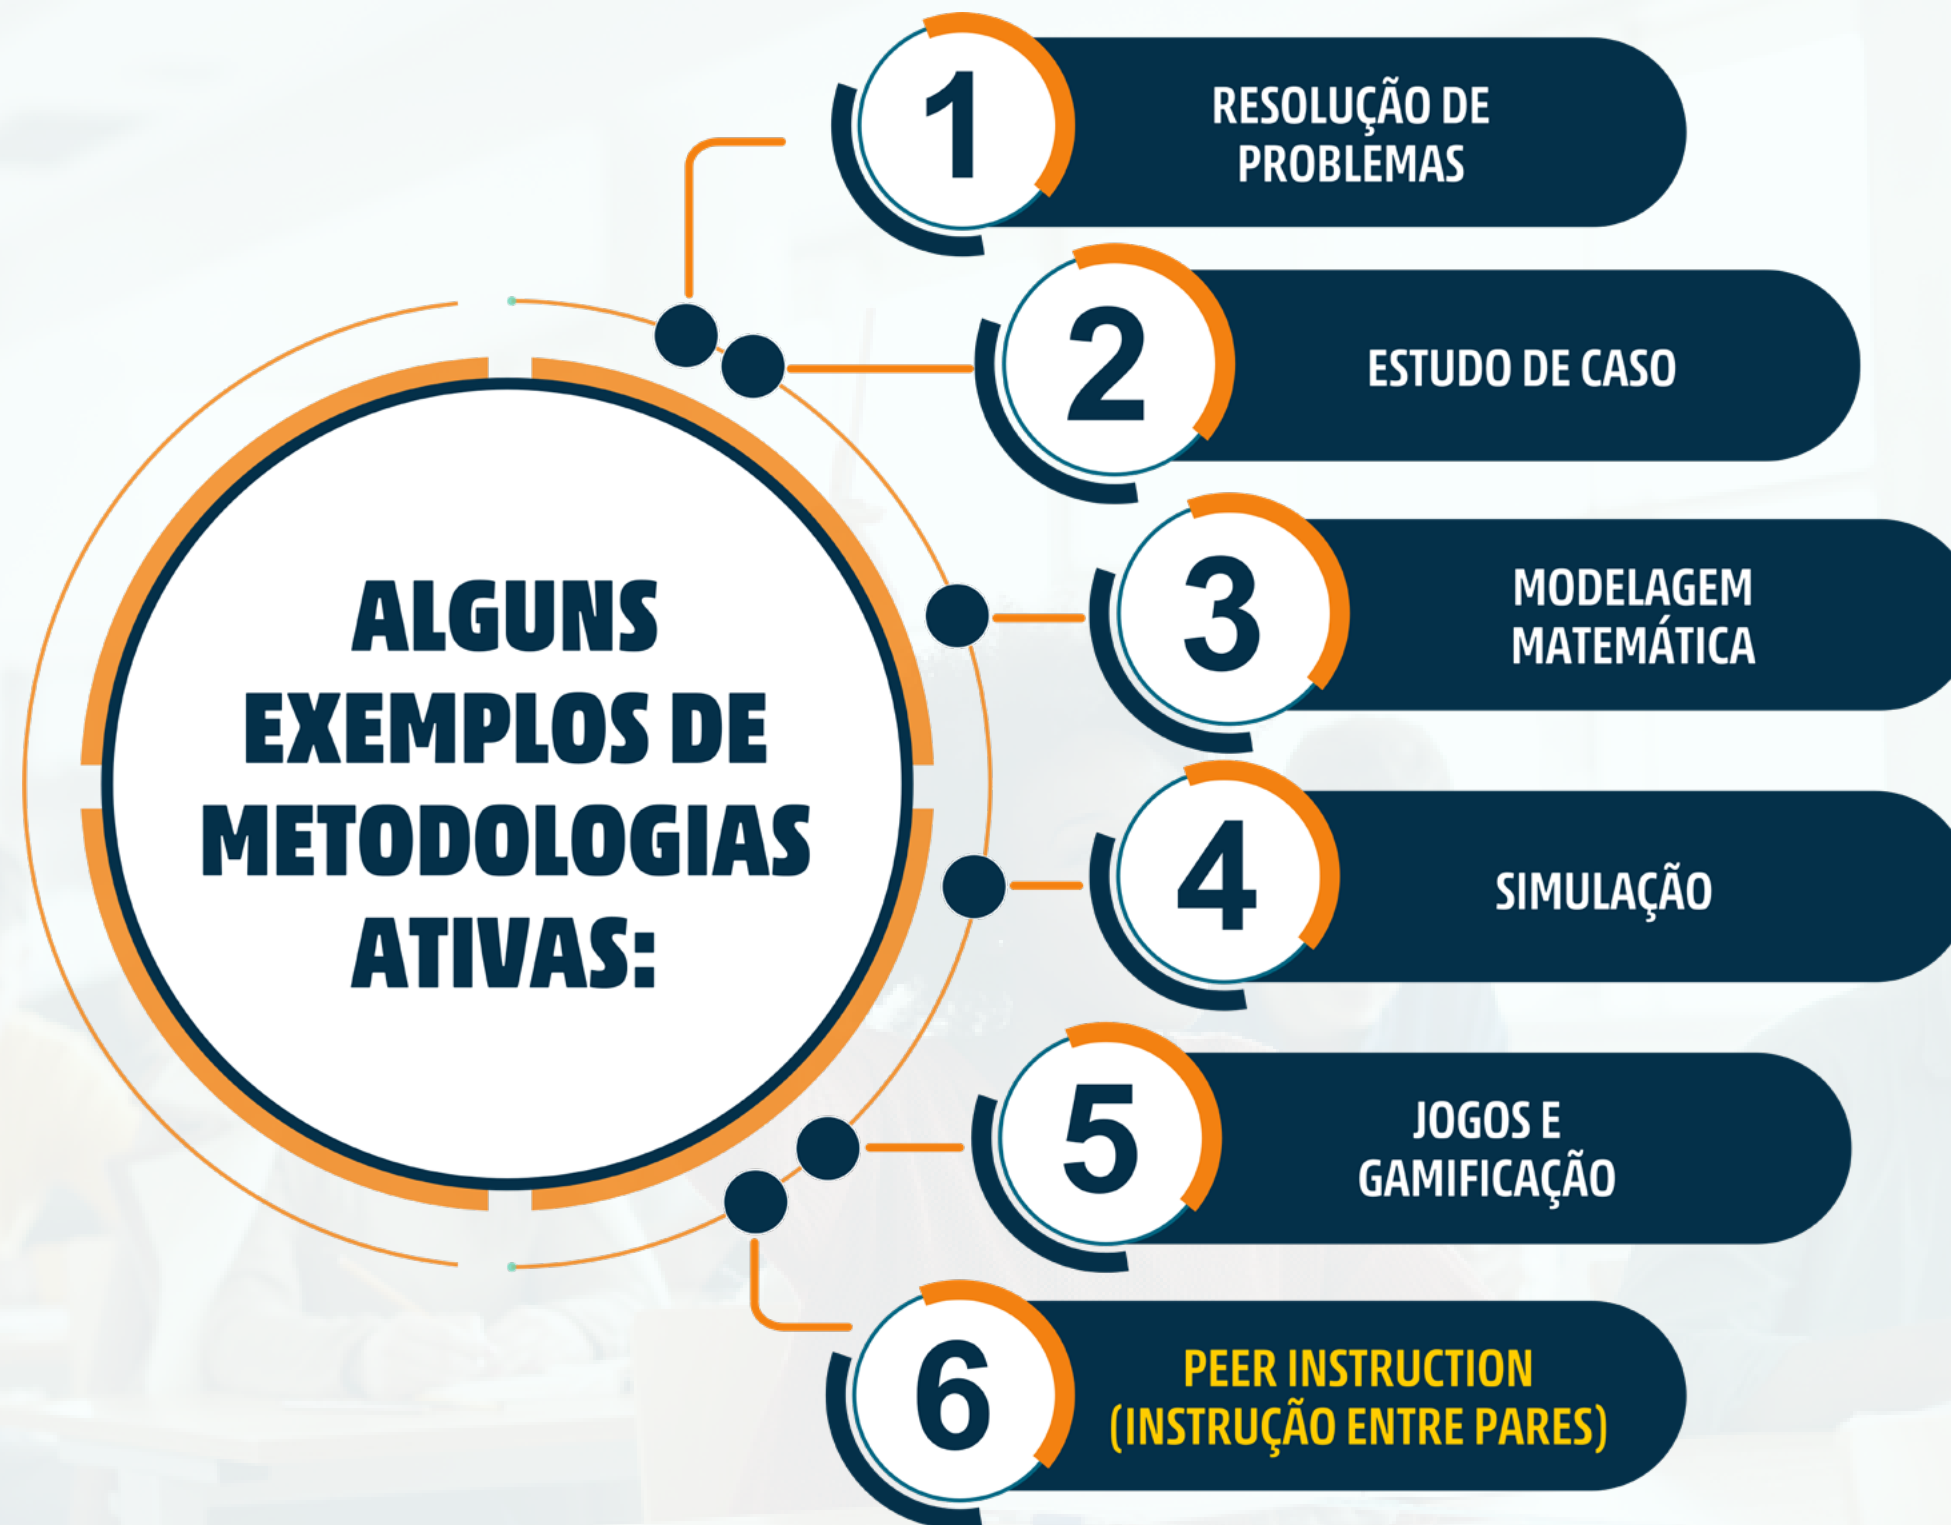 ALGUNS
EXEMPLOS DE
METODOLOGIAS
ATIVAS:
1
RESOLUÇÃO DE
PROBLEMAS
2
ESTUDO DE CASO
3
MODELAGEM
MATEMÁTICA
4
SIMULAÇÃO
5
JOGOS E
GAMIFICAÇÃO
6
PEER INSTRUCTION
(INSTRUÇÃO ENTRE PARES)